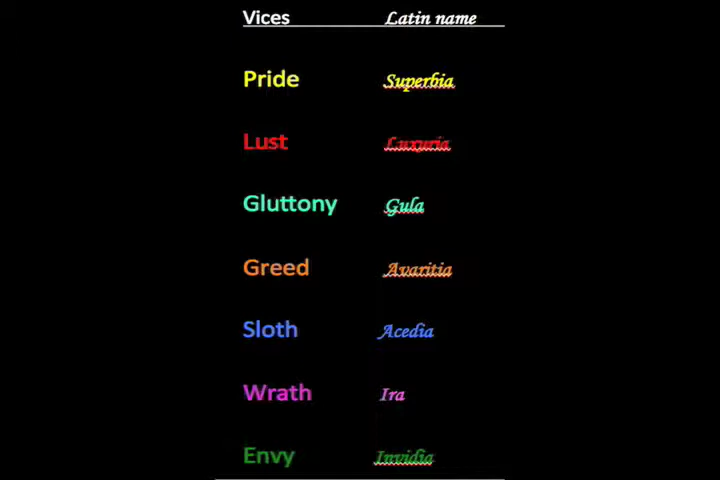 Vices Latin name
Pride Superbia
Lust Luxuria
Gluttony Gula
Greed Avaritia
Sloth Acedia
Wrath Ira
Envy Invidia